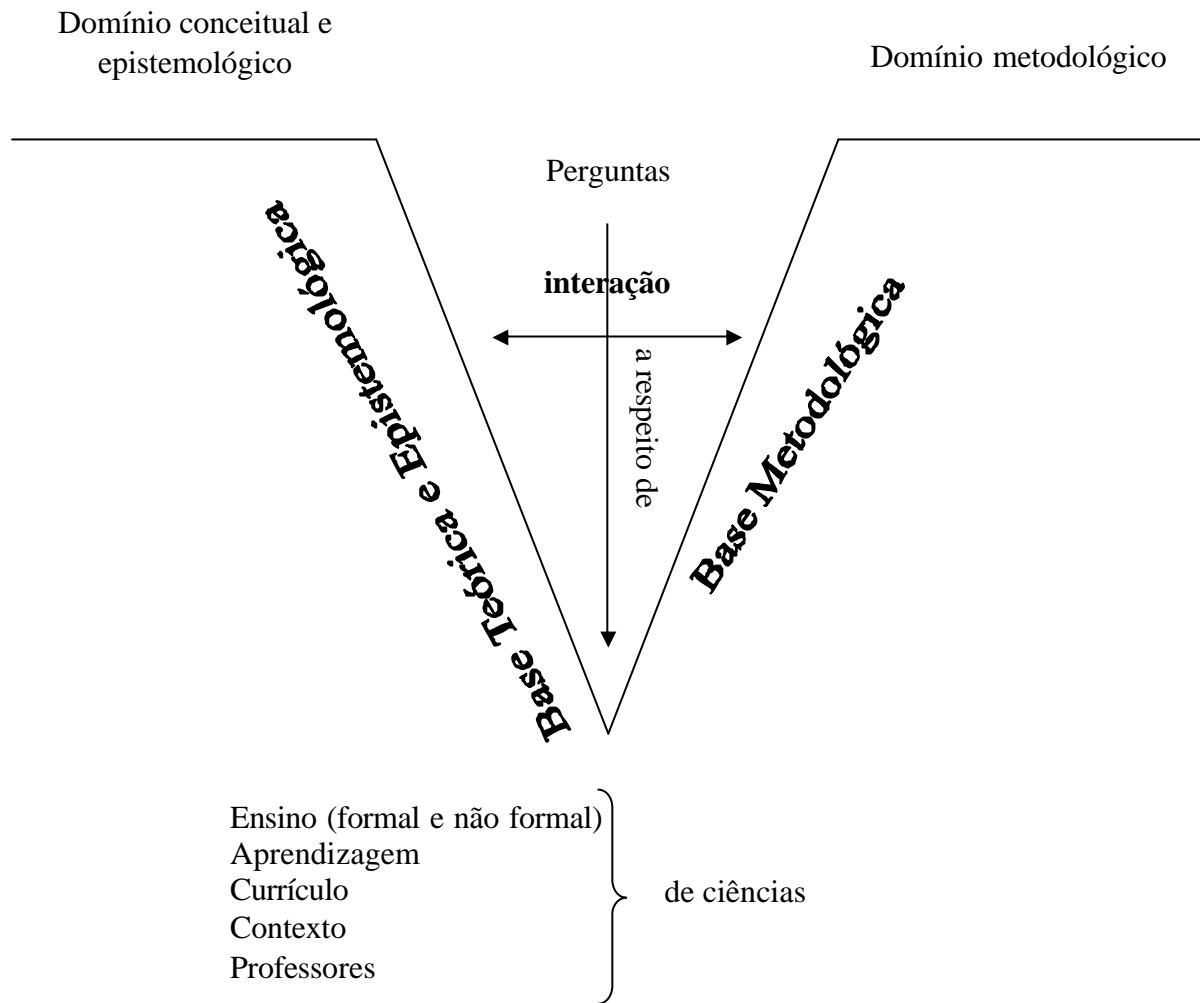 Domínio conceitual e
epistemológico
Domínio metodológico
Perguntas
interação
a respeito de
Base Teórica e Epistemológica
Base Metodológica
Ensino (formal e não formal)
Aprendizagem
Currículo
Contexto
Professores
de ciências